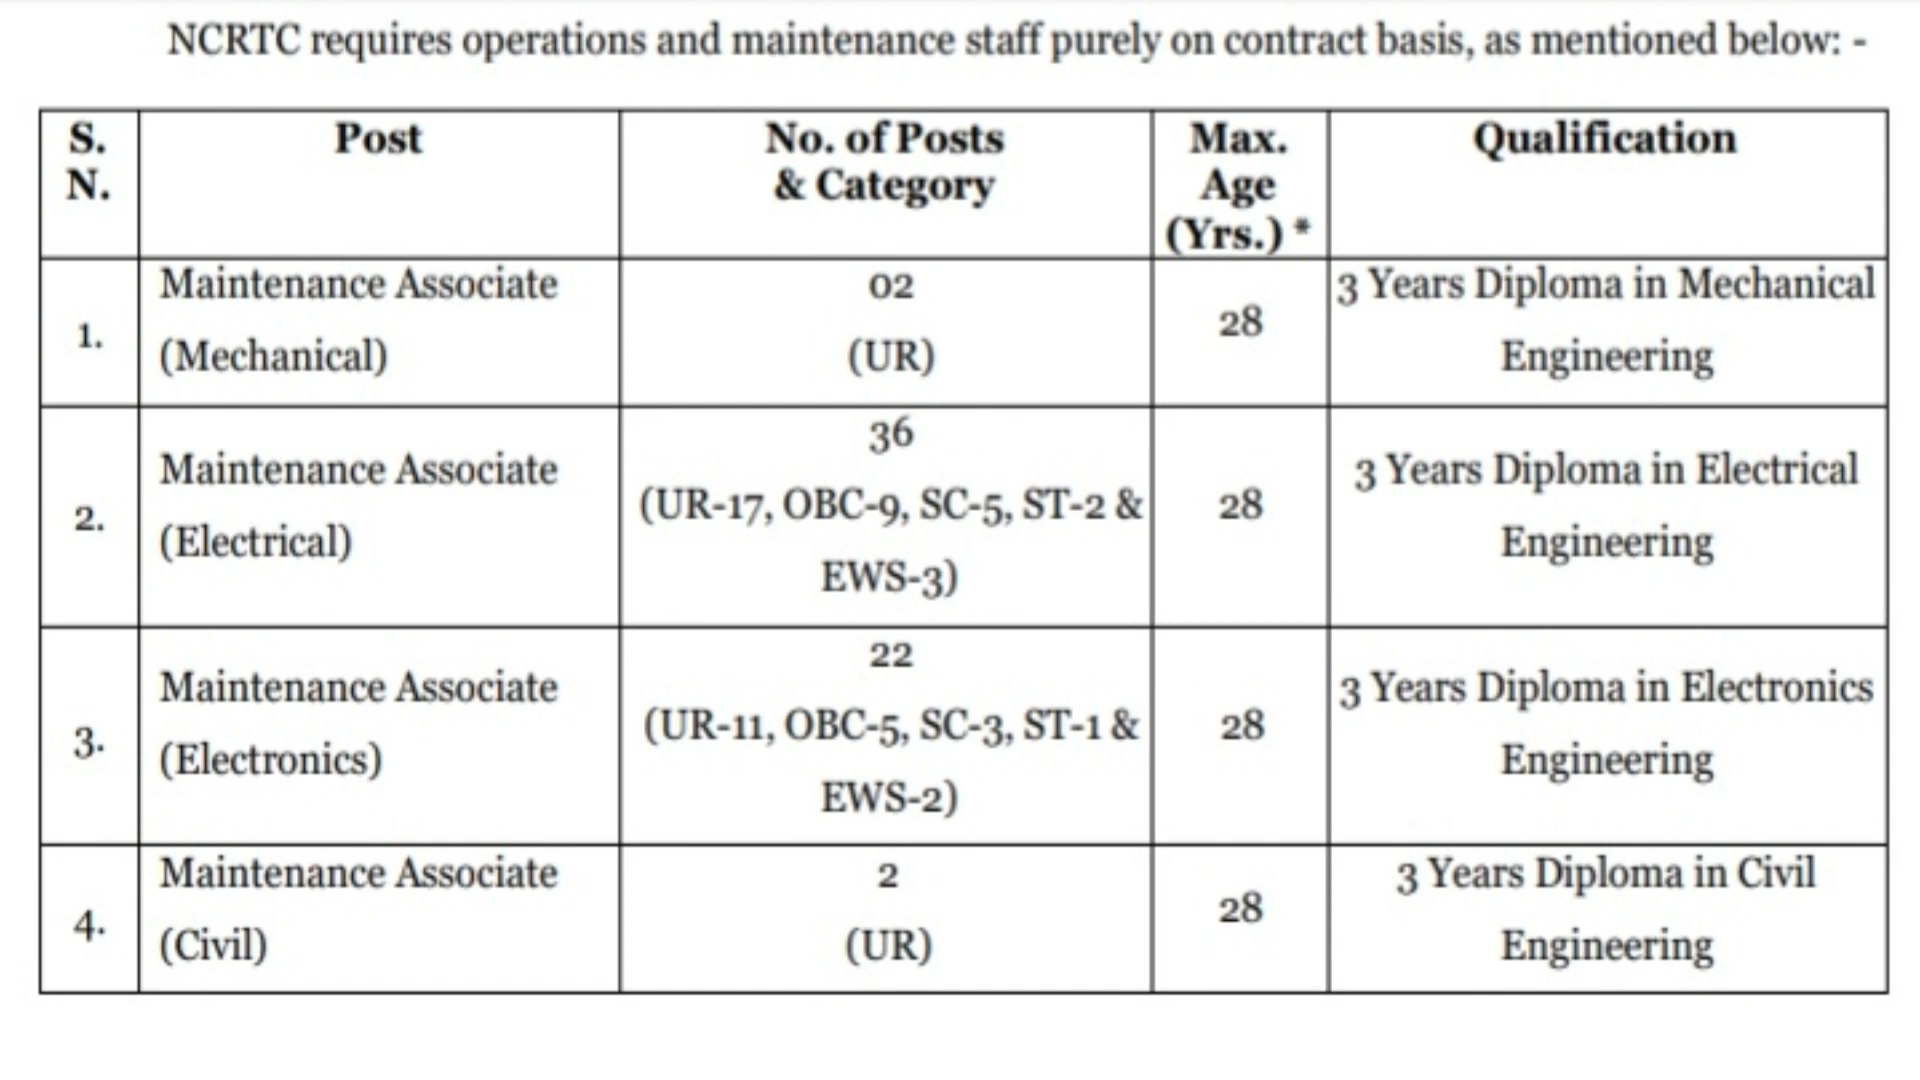 NCRTC requires operations and maintenance staff purely on contract basis, as mentioned below: -
S.
N.
Post
No. of Posts
& Category
Max.
Age
(Yrs.) *
Qualification
1.
Maintenance Associate
(Mechanical)
02
(UR)
28
3 Years Diploma in Mechanical
Engineering
2.
Maintenance Associate
(Electrical)
36
(UR-17, OBC-9, SC-5, ST-2 &
EWS-3)
28
3 Years Diploma in Electrical
Engineering
3.
Maintenance Associate
(Electronics)
22
(UR-11, OBC-5, SC-3, ST-1 &
EWS-2)
28
3 Years Diploma in Electronics
Engineering
4.
Maintenance Associate
(Civil)
2
(UR)
28
3 Years Diploma in Civil
Engineering